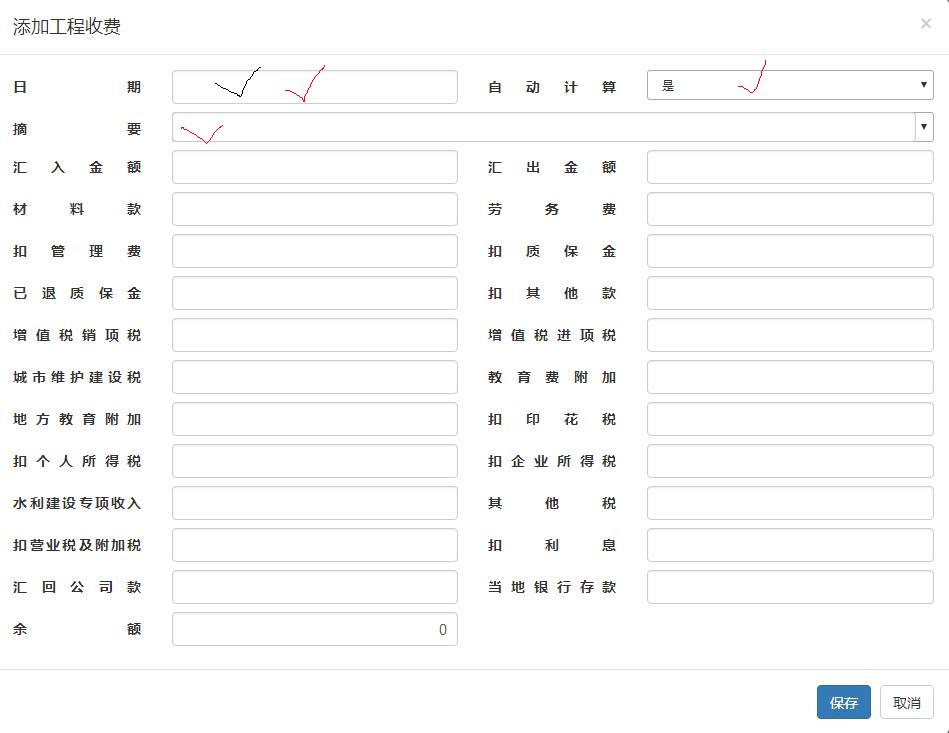 添加工程收费 ×
日期 自动计算 是
摘要
汇入金额 汇出金额
材料款 劳务费
扣管理费 扣质保金
已退质保金 扣其他款
增值税销项税 增值税进项税
城市维护建设税 教育费附加
地方教育附加 扣印花税
扣个人所得税 扣企业所得税
水利建设专项收入 其他税
扣营业税及附加税 扣利息
汇回公司款 当地银行存款
余额 0
保存 取消